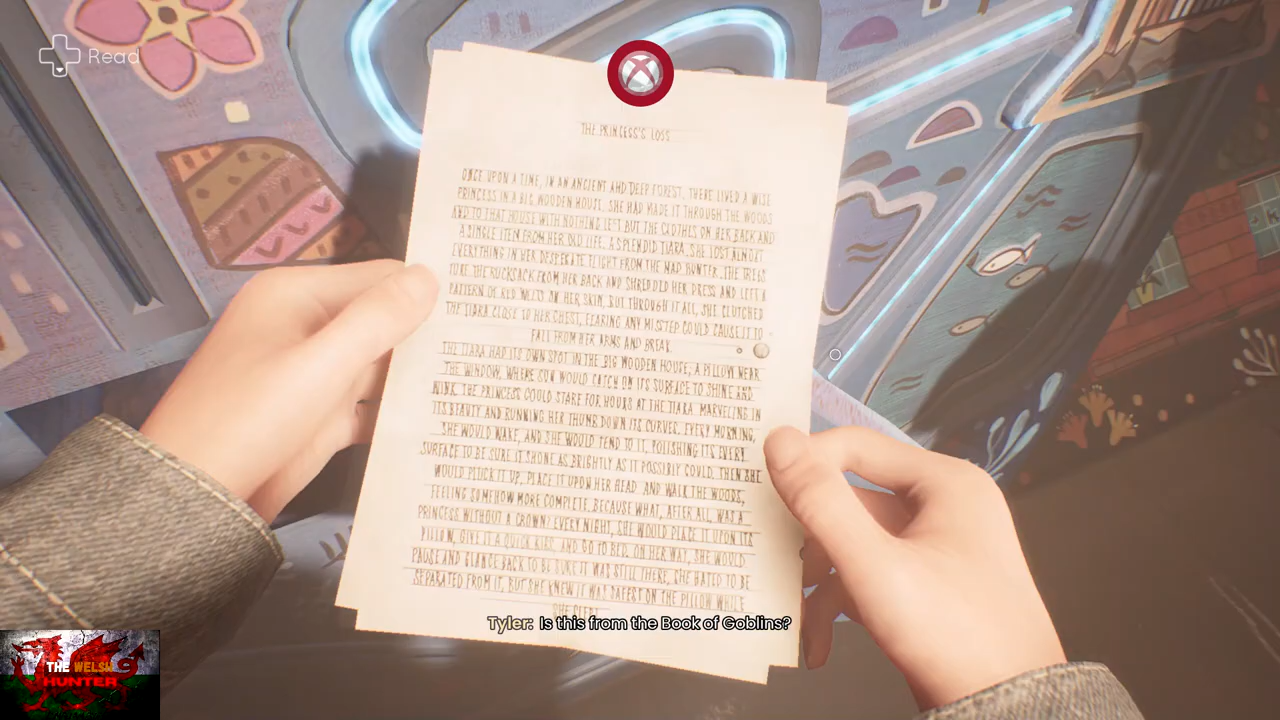 Read
THE PRINCESS'S LOSS
ONCE UPON A TIME, IN AN ANCIENT AND DEEP FOREST, THERE LIVED A WISE
PRINCESS IN A BIG WOODEN HOUSE. SHE HAD MADE IT THROUGH THE WOODS
AND TO THAT HOUSE WITH NOTHING LEFT BUT THE CLOTHES ON HER BACK AND
A SINGLE ITEM FROM HER OLD LIFE, A SPLENDID TIARA. SHE LOST ALMOST
EVERYTHING IN HER DESPERATE FLIGHT FROM THE MAD HUNTER. THE TREES
TORE THE RUCKSACK FROM HER BACK AND SHREDDED HER DRESS AND LEFT A
PATTERN OF RED WELTS ON HER SKIN, BUT THROUGH IT ALL, SHE CLUTCHED
THE TIARA CLOSE TO HER CHEST, FEARING ANY MISSTEP COULD CAUSE IT TO
FALL FROM HER ARMS AND BREAK.
THE TIARA HAD ITS OWN SPOT IN THE BIG WOODEN HOUSE, A PILLOW NEAR
THE WINDOW, WHERE SUN WOULD CATCH ON ITS SURFACE TO SHINE AND
WINK. THE PRINCESS COULD STARE FOR HOURS AT THE TIARA MARVELING IN
ITS BEAUTY AND RUNNING HER THUMB DOWN ITS CURVES. EVERY MORNING,
SHE WOULD WAKE, AND SHE WOULD TEND TO IT, POLISHING ITS EVERY
SURFACE TO BE SURE IT SHONE AS BRIGHTLY AS IT POSSIBLY COULD. THEN SHE
WOULD PLUCK IT UP, PLACE IT UPON HER HEAD AND WALK THE WOODS,
FEELING SOMEHOW MORE COMPLETE, BECAUSE WHAT, AFTER ALL, WAS A
PRINCESS WITHOUT A CROWN? EVERY NIGHT, SHE WOULD PLACE IT UPON ITS
PILLOW, GIVE IT A QUICK KISS, AND GO TO BED. ON HER WAY, SHE WOULD
PAUSE AND GLANCE BACK TO BE SURE IT WAS STILL THERE. SHE HATED TO BE
SEPARATED FROM IT, BUT SHE KNEW IT WAS SAFEST ON THE PILLOW WHILE
SHE SLEPT.
Tyler: Is this from the Book of Goblins?
THE WELSH
HUNTER